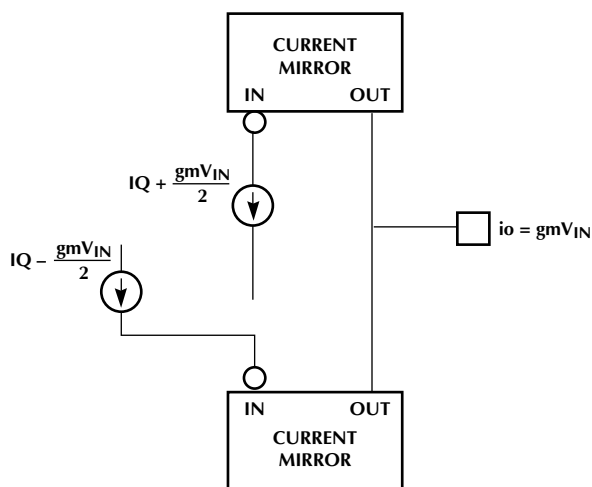 CURRENT
MIRROR
IN OUT
IQ + gmVIN
2
io = gmVIN
IQ – gmVIN
2
IN OUT
CURRENT
MIRROR